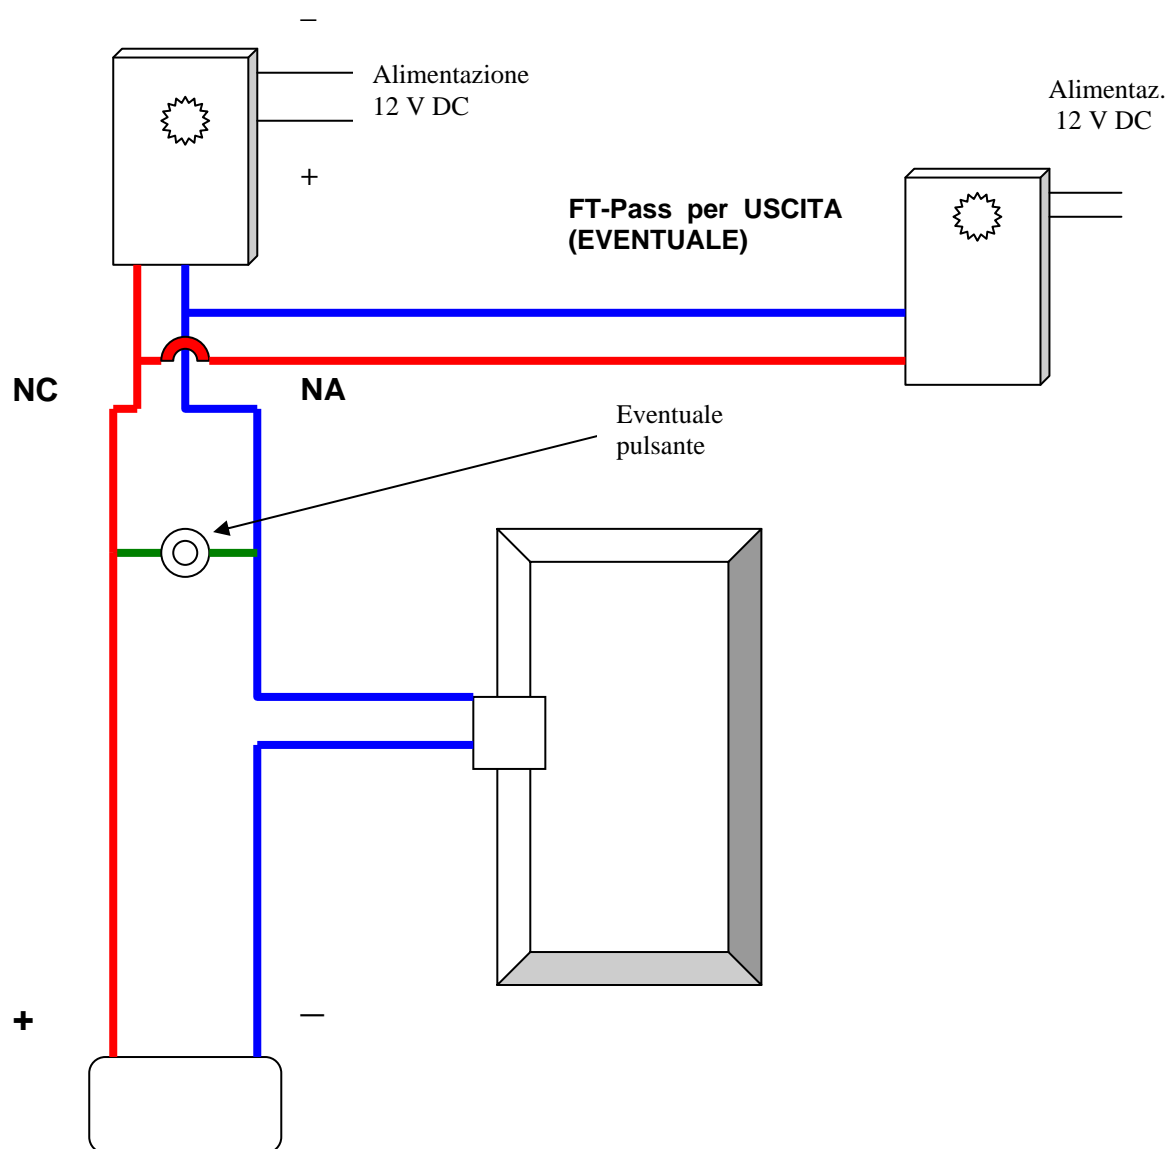 –
Alimentazione
12 V DC
Alimentaz.
12 V DC
+
FT-Pass per USCITA
(EVENTUALE)
NC
NA
Eventuale
pulsante
+
–